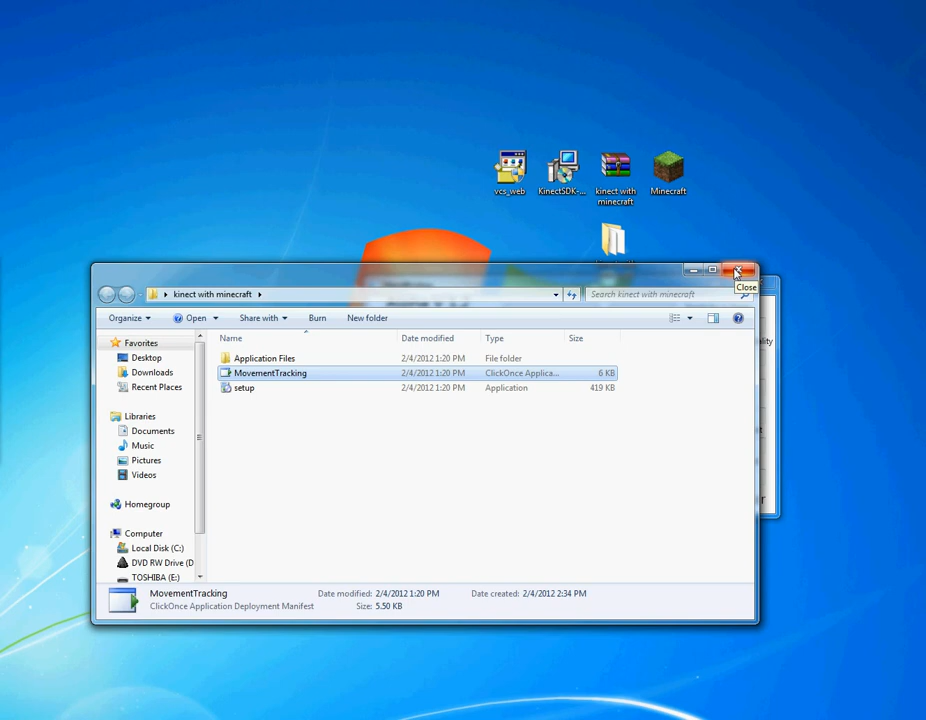 vcs_web
KinectSDK-...
kinect with
minecraft
Minecraft
Close
kinect with minecraft
Search kinect with minecraft
Organize
Open
Share with
Burn
New folder
Name
Date modified
Type
Size
Favorites
Desktop
Downloads
Recent Places
Libraries
Documents
Music
Pictures
Videos
Homegroup
Computer
Local Disk (C:)
DVD RW Drive (D
TOSHIBA (E:)
Application Files 2/4/2012 1:20 PM File folder
MovementTracking 2/4/2012 1:20 PM ClickOnce Applica... 6 KB
setup 2/4/2012 1:20 PM Application 419 KB
MovementTracking Date modified: 2/4/2012 1:20 PM Date created: 2/4/2012 2:34 PM
ClickOnce Application Deployment Manifest Size: 5.50 KB
ality